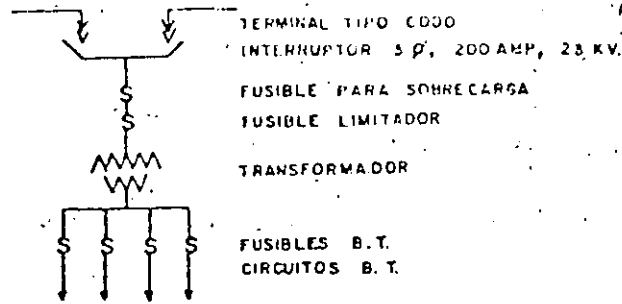 TERMINAL TIPO CODO
INTERRUPTOR 3 Ø, 200 AMP, 23 KV.
FUSIBLE PARA SOBRECARGA
FUSIBLE LIMITADOR
TRANSFORMADOR
FUSIBLES B.T.
CIRCUITOS B.T.